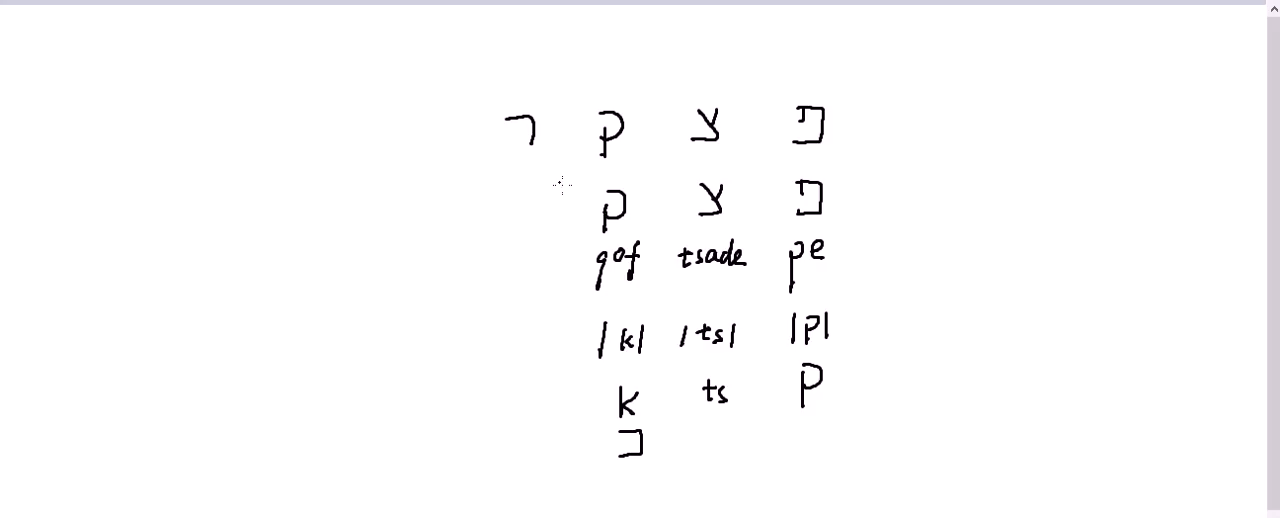 פ צ ק ר
פ צ ק
pe tsade qof
/p/ /ts/ /k/
p ts k
כ